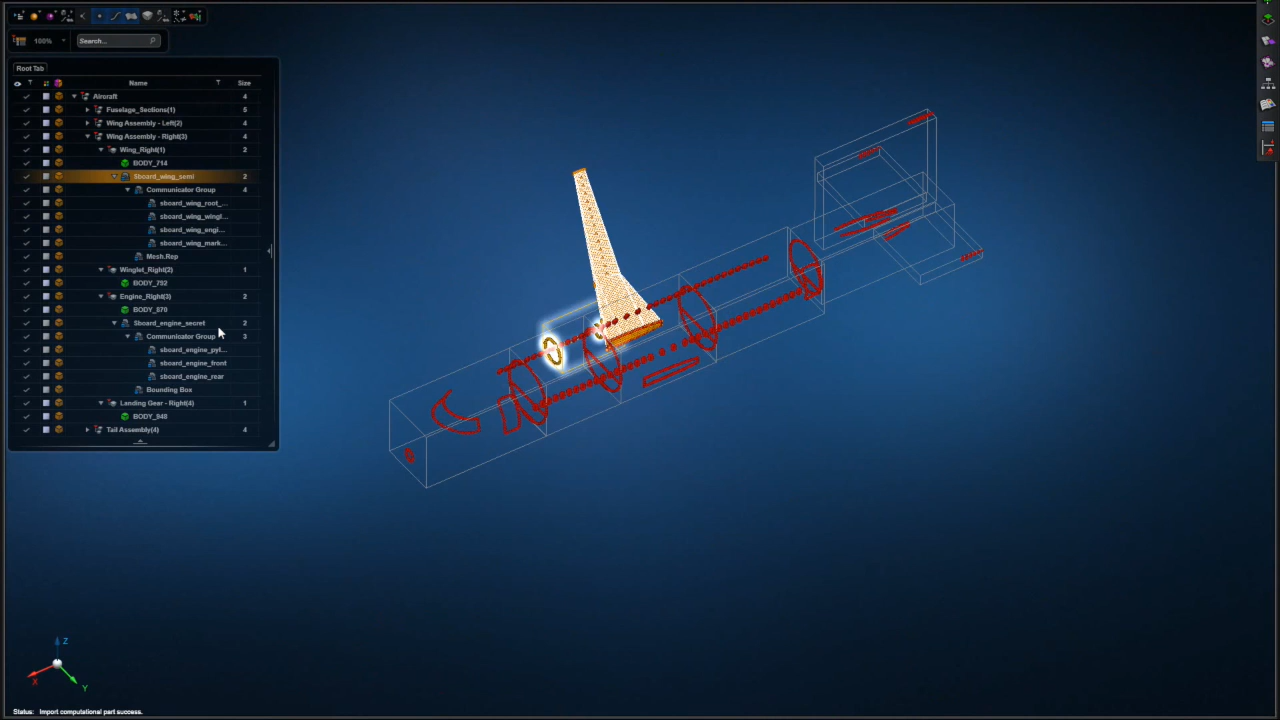 100%
Search...
Root Tab
Name Size
Aircraft 4
Fuselage_Sections(1) 5
Wing Assembly - Left(2) 4
Wing Assembly - Right(3) 4
Wing_Right(1) 2
BODY_714
Sboard_wing_semi 2
Communicator Group 4
sboard_wing_root_...
sboard_wing_wingl...
sboard_wing_engi...
sboard_wing_mark...
Mesh.Rep
Winglet_Right(2) 1
BODY_792
Engine_Right(3) 2
BODY_870
Sboard_engine_secret 2
Communicator Group 3
sboard_engine_pyl...
sboard_engine_front
sboard_engine_rear
Bounding Box
Landing Gear - Right(4) 1
BODY_948
Tail Assembly(4) 4
Z
X
Y
Status: Import computational part success.